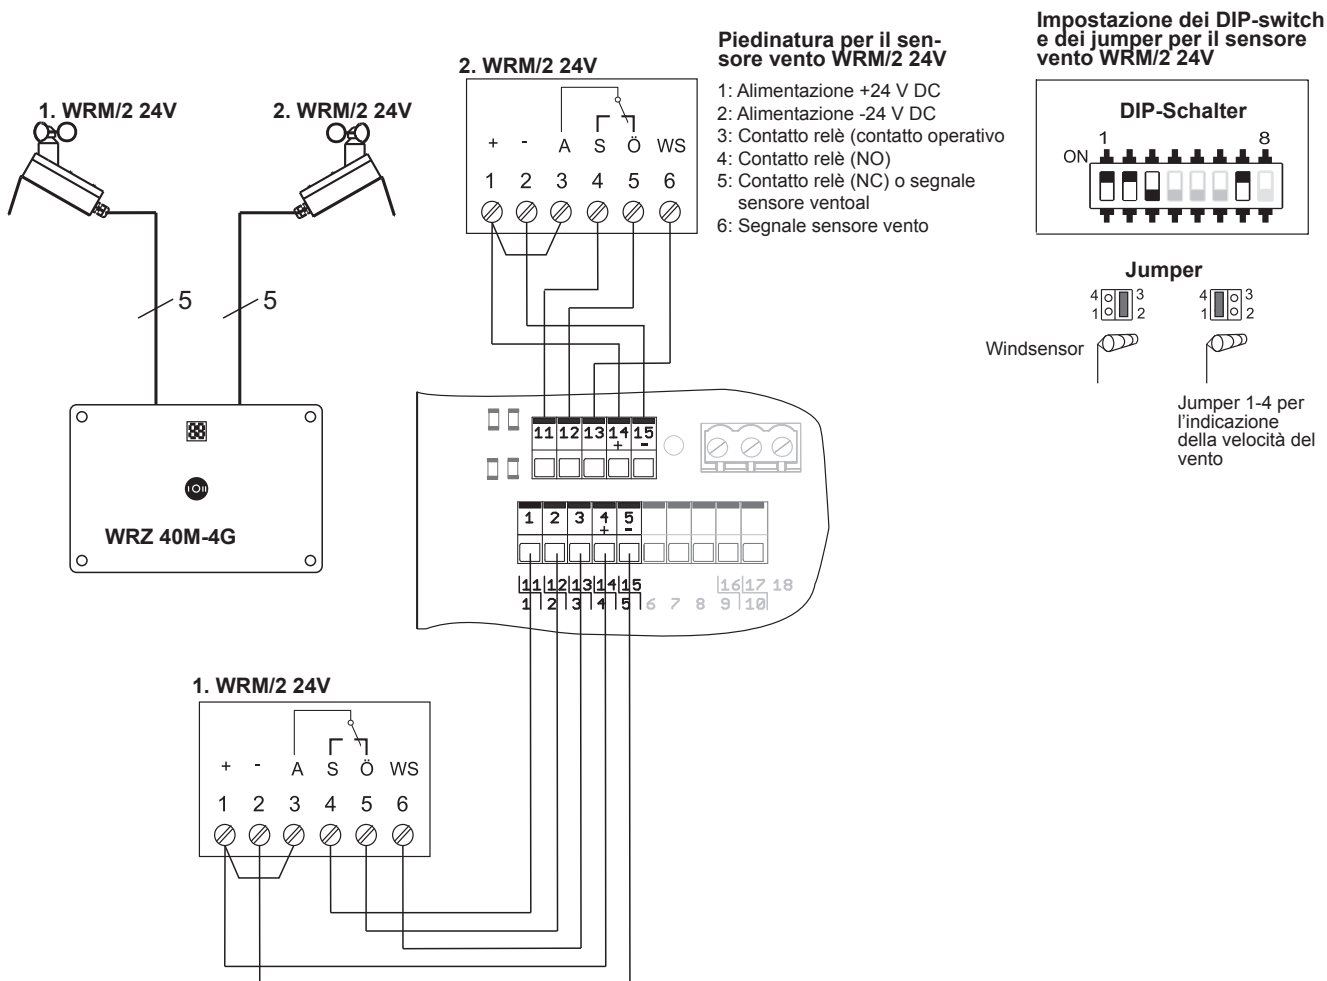 1. WRM/2 24V
2. WRM/2 24V
5
5
WRZ 40M-4G
2. WRM/2 24V
+ - A S Ö WS
1 2 3 4 5 6
Piedinatura per il sen-
sore vento WRM/2 24V
1: Alimentazione +24 V DC
2: Alimentazione -24 V DC
3: Contatto relè (contatto operativo
4: Contatto relè (NO)
5: Contatto relè (NC) o segnale
sensore ventoal
6: Segnale sensore vento
Impostazione dei DIP-switch
e dei jumper per il sensore
vento WRM/2 24V
DIP-Schalter
1 8
ON
Jumper
4 3 4 3
1 2 1 2
Windsensor
Jumper 1-4 per
l'indicazione
della velocità del
vento
11 12 13 14 15
+ -
1 2 3 4 5
+ -
11 12 13 14 15 16 17 18
1 2 3 4 5 6 7 8 9 10
1. WRM/2 24V
+ - A S Ö WS
1 2 3 4 5 6